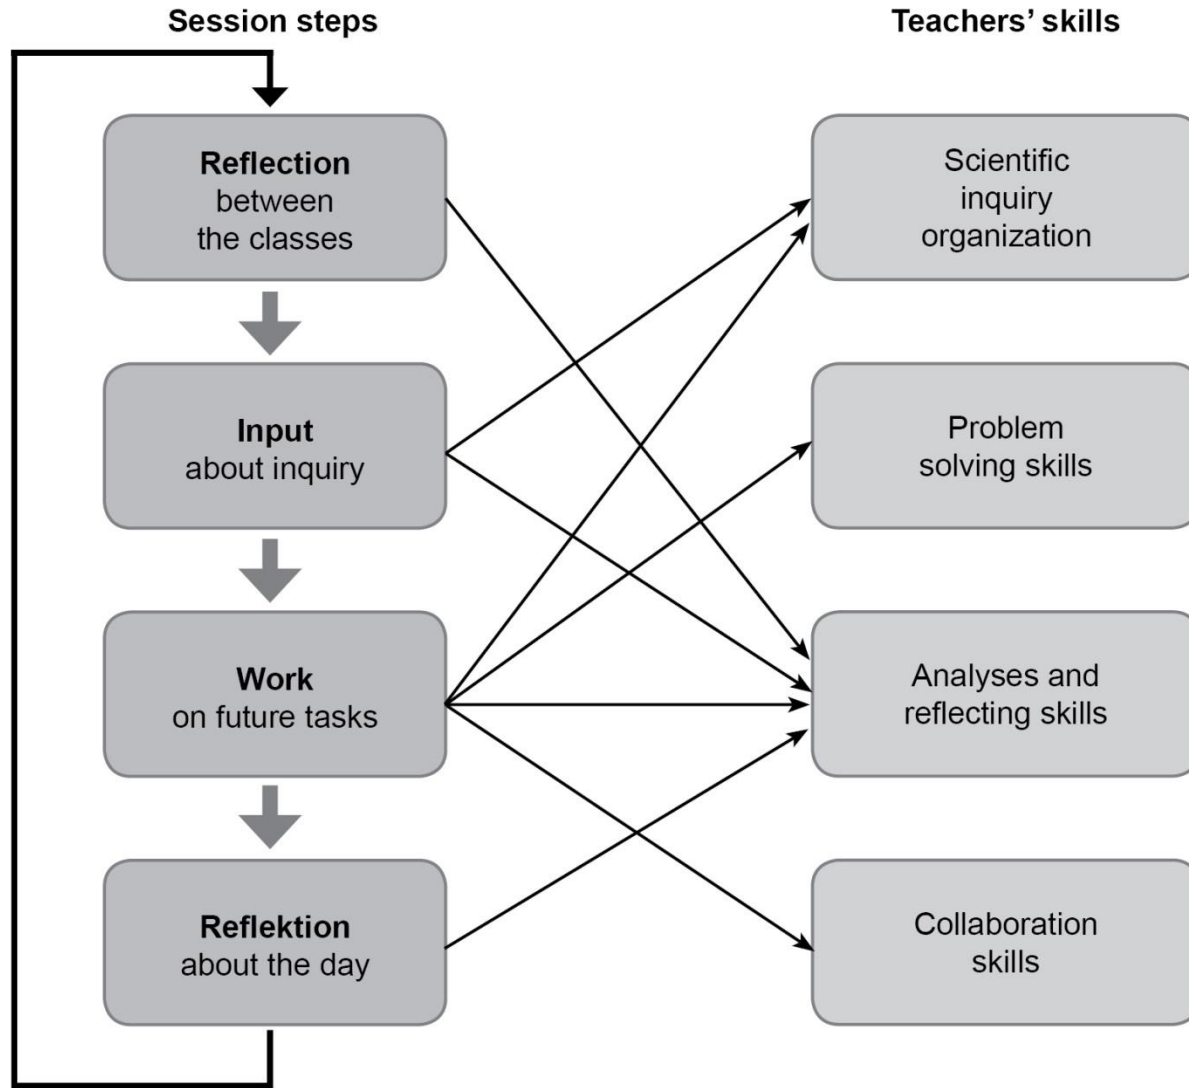 Session steps
Teachers’ skills
Reflection
between
the classes
Input
about inquiry
Work
on future tasks
Reflektion
about the day
Scientific
inquiry
organization
Problem
solving skills
Analyses and
reflecting skills
Collaboration
skills